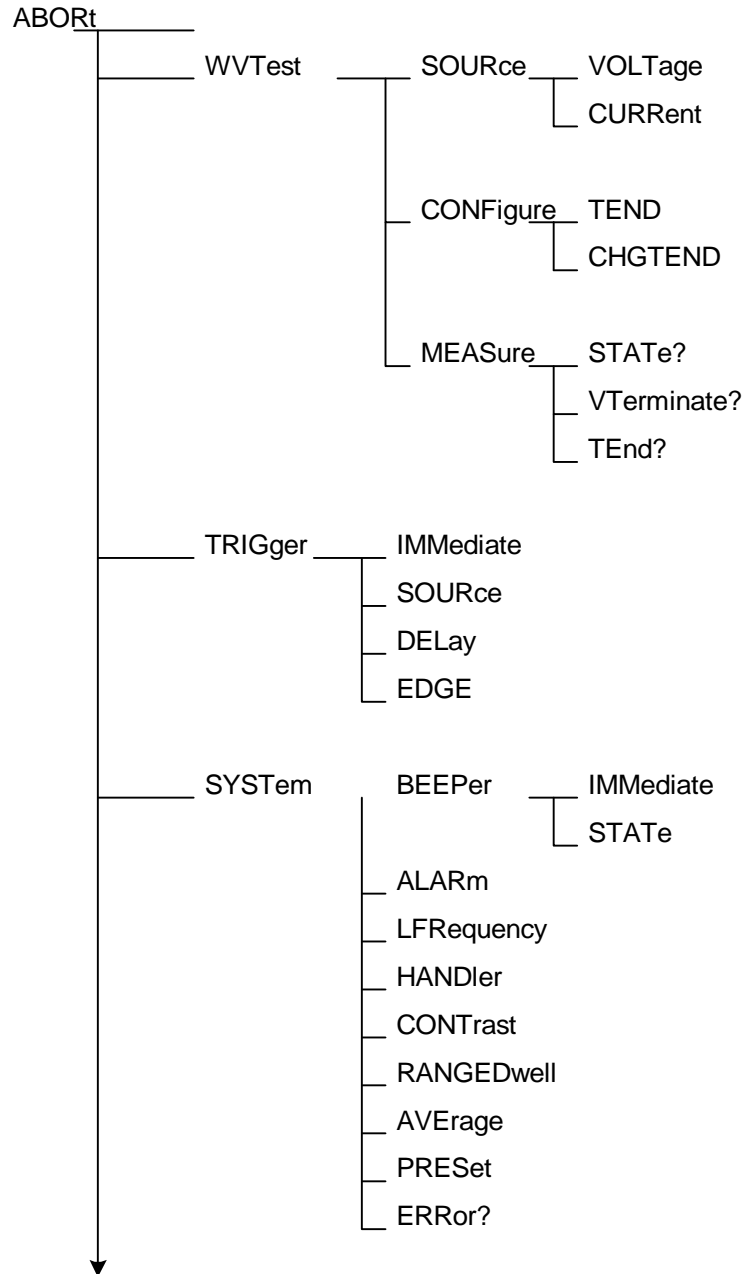 ABORt
WVTest SOURce VOLTage
CURRent
CONFigure TEND
CHGTEND
MEASure STATe?
VTerminate?
TEnd?
TRIGger IMMediate
SOURce
DELay
EDGE
SYSTem BEEPer IMMediate
STATe
ALARm
LFRequency
HANDler
CONTrast
RANGEDwell
AVErage
PRESet
ERRor?